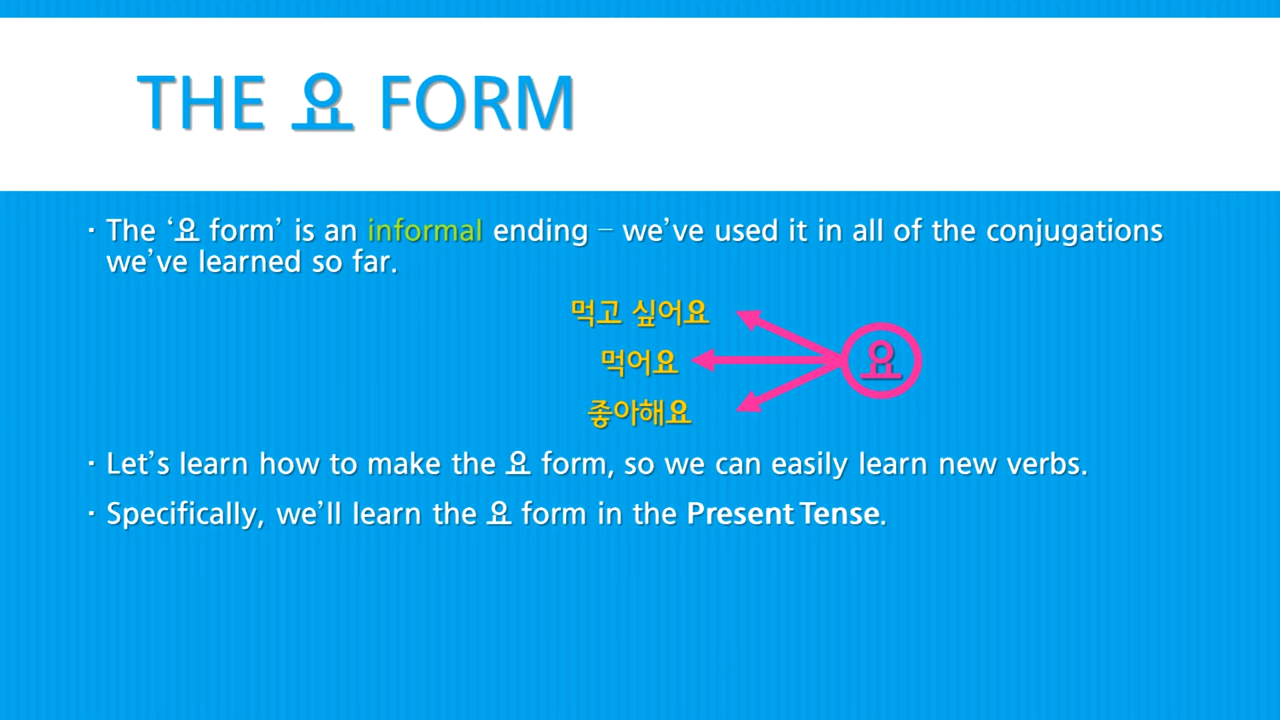 THE 요 FORM
· The ‘요 form’ is an informal ending – we’ve used it in all of the conjugations
we’ve learned so far.
먹고 싶어요
먹어요
요
좋아해요
· Let’s learn how to make the 요 form, so we can easily learn new verbs.
· Specifically, we’ll learn the 요 form in the Present Tense.